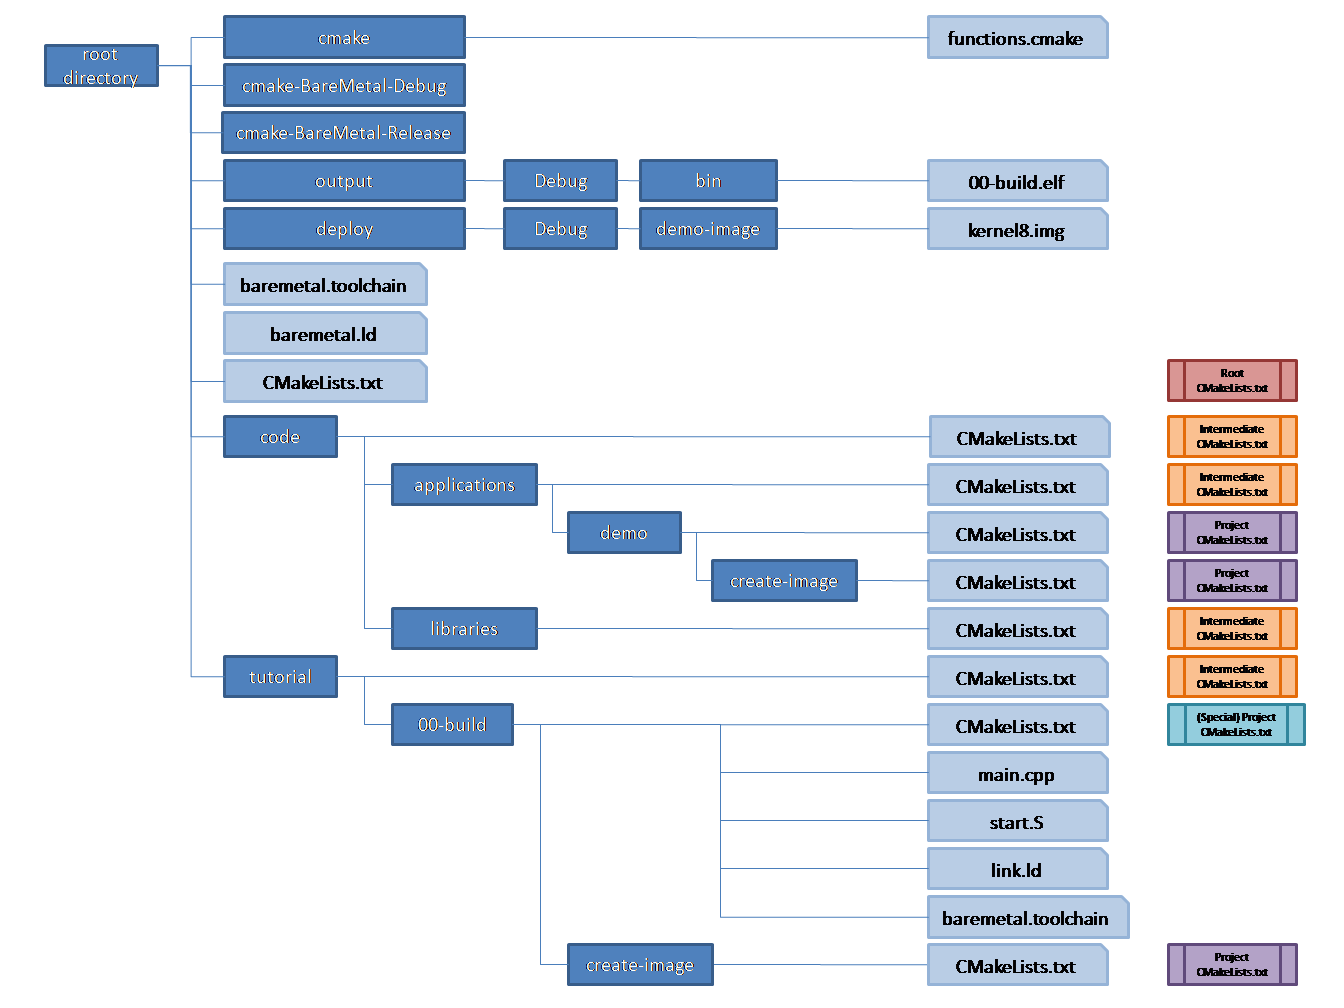 root
directory
cmake
functions.cmake
cmake-BareMetal-Debug
cmake-BareMetal-Release
output
Debug
bin
00-build.elf
deploy
Debug
demo-image
kernel8.img
baremetal.toolchain
baremetal.ld
CMakeLists.txt
Root
CMakeLists.txt
code
CMakeLists.txt
Intermediate
CMakeLists.txt
applications
CMakeLists.txt
Intermediate
CMakeLists.txt
demo
CMakeLists.txt
Project
CMakeLists.txt
create-image
CMakeLists.txt
Project
CMakeLists.txt
libraries
CMakeLists.txt
Intermediate
CMakeLists.txt
tutorial
CMakeLists.txt
Intermediate
CMakeLists.txt
00-build
CMakeLists.txt
(Special) Project
CMakeLists.txt
main.cpp
start.S
link.ld
baremetal.toolchain
create-image
CMakeLists.txt
Project
CMakeLists.txt